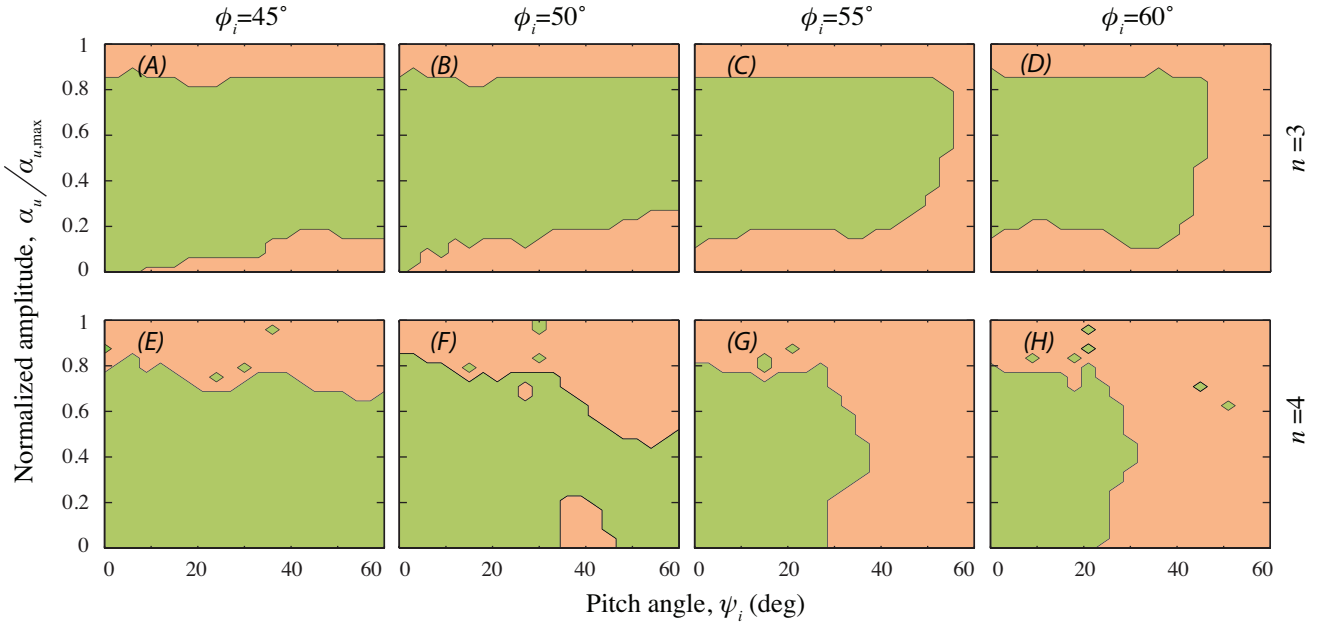 ϕi=45° ϕi=50° ϕi=55° ϕi=60°
1 (A) (B) (C) (D)
0.8
0.6
0.4
0.2
0
n =3
1 (E) (F) (G) (H)
0.8
0.6
0.4
0.2
0
n =4
0 20 40 60 0 20 40 60 0 20 40 60 0 20 40 60
Pitch angle, ψi (deg)
Normalized amplitude, αu/αu,max